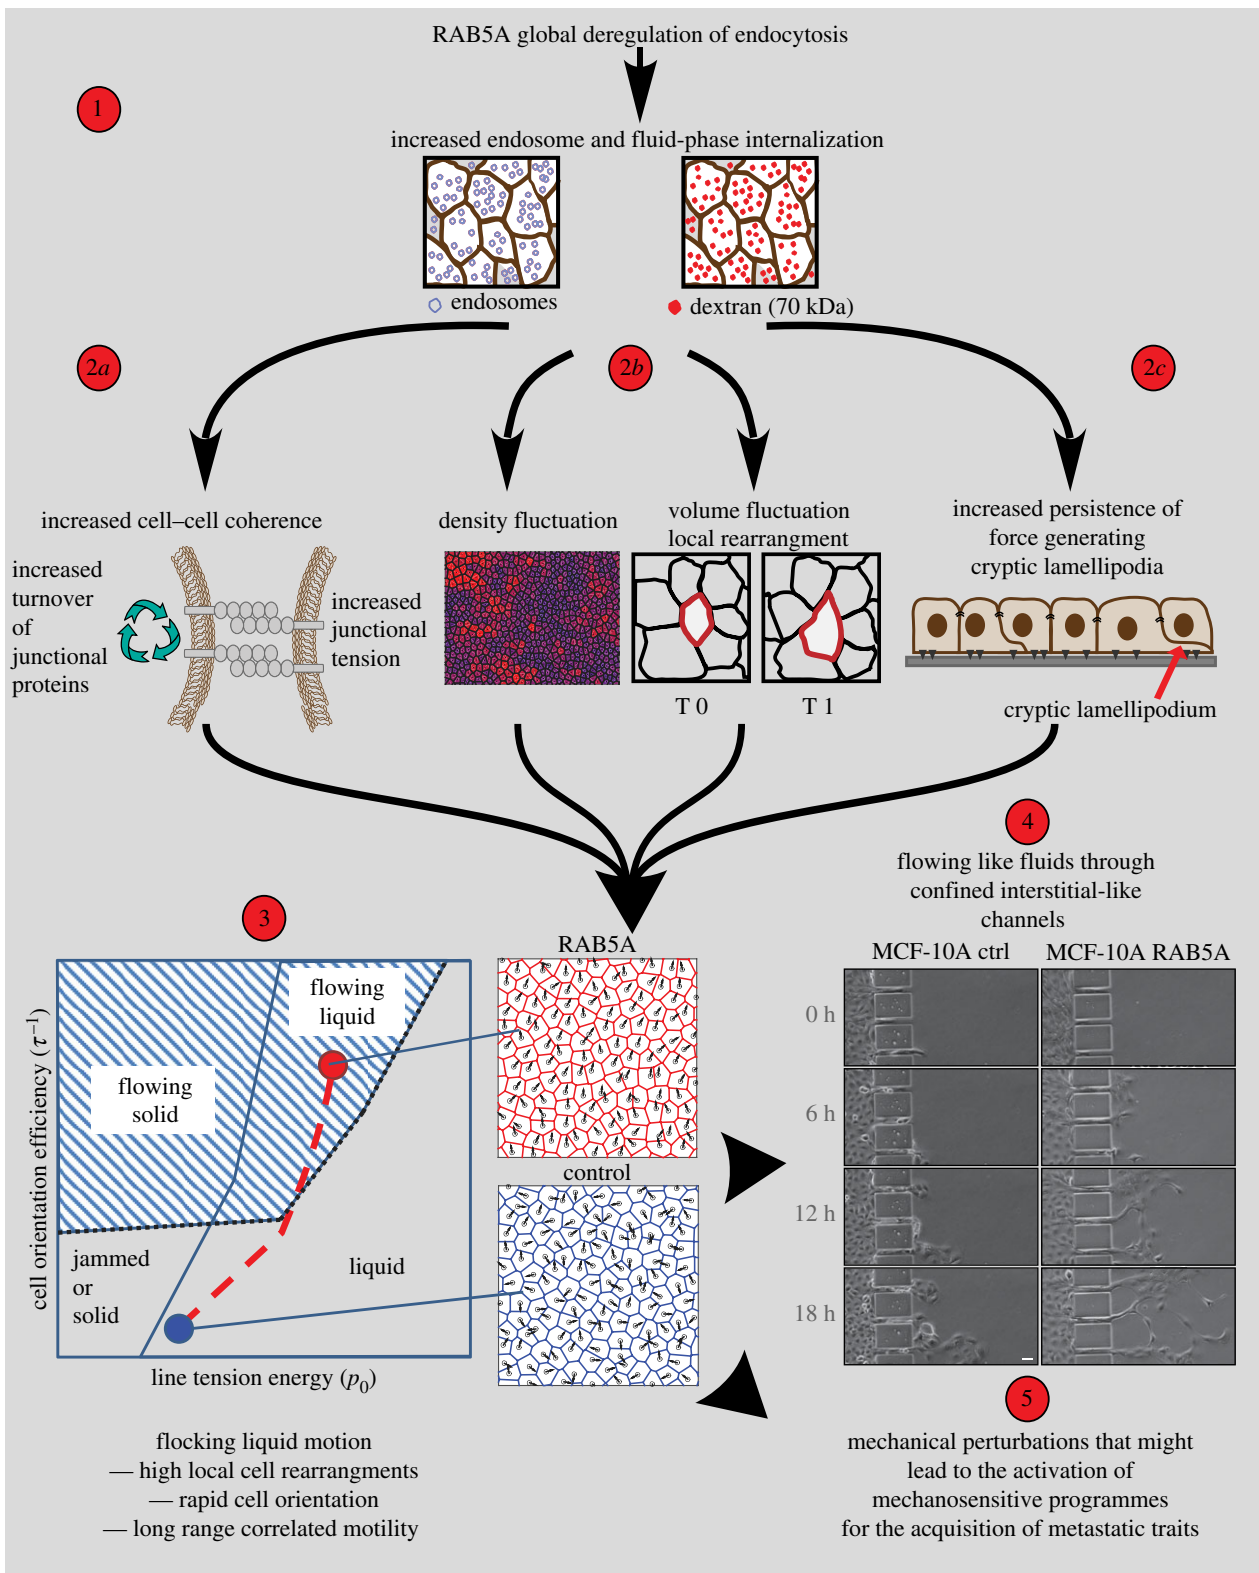 RAB5A global deregulation of endocytosis
1
increased endosome and fluid-phase internalization
endosomes
dextran (70 kDa)
2a
2b
2c
increased cell–cell coherence
increased
turnover
of
junctional
proteins
increased
junctional
tension
density fluctuation
volume fluctuation
local rearrangment
T 0
T 1
increased persistence of
force generating
cryptic lamellipodia
cryptic lamellipodium
3
cell orientation efficiency (τ⁻¹)
flowing
liquid
flowing
solid
jammed
or
solid
liquid
line tension energy (p₀)
flocking liquid motion
— high local cell rearrangments
— rapid cell orientation
— long range correlated motility
RAB5A
control
4
flowing like fluids through
confined interstitial-like
channels
MCF-10A ctrl
MCF-10A RAB5A
0 h
6 h
12 h
18 h
5
mechanical perturbations that might
lead to the activation of
mechanosensitive programmes
for the acquisition of metastatic traits